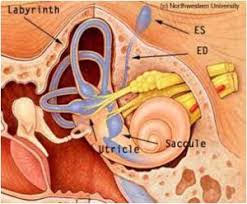 (c) Northwestern University
Labyrinth
ES
ED
Utricle
Saccule